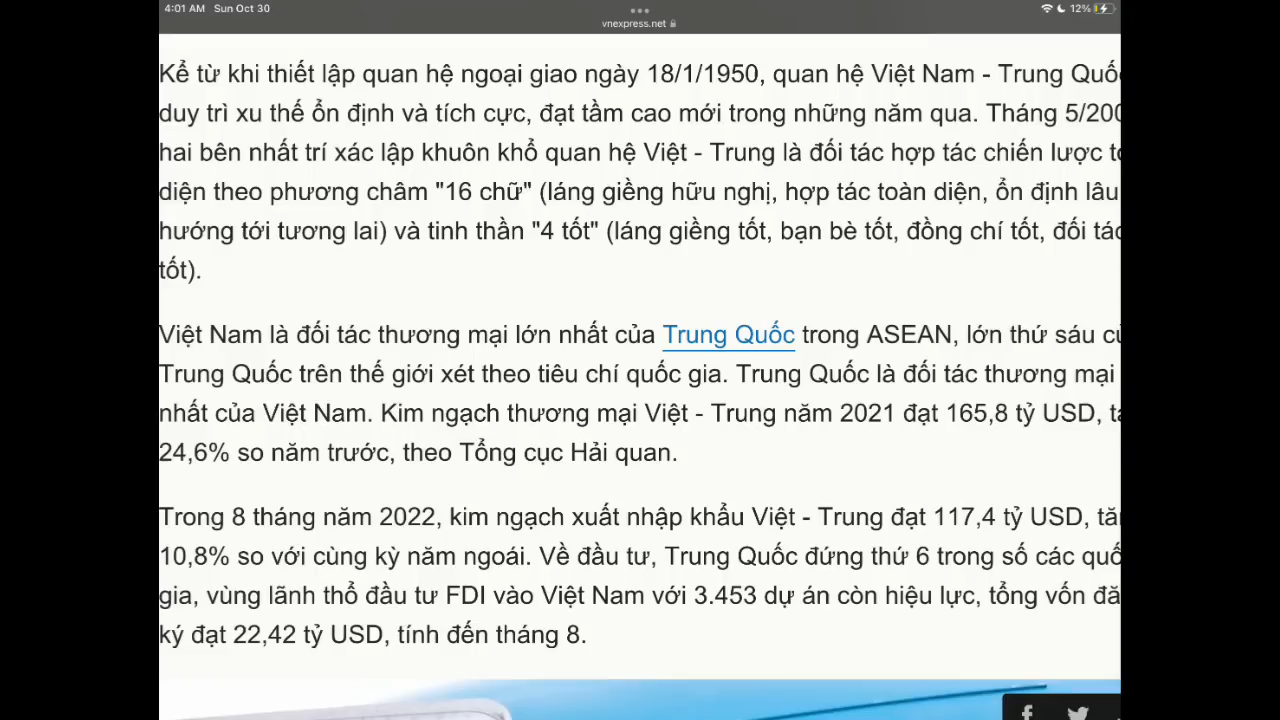 4:01 AM Sun Oct 30
12%
vnexpress.net
Kể từ khi thiết lập quan hệ ngoại giao ngày 18/1/1950, quan hệ Việt Nam - Trung
duy trì xu thế ổn định và tích cực, đạt tầm cao mới trong những năm qua. Tháng
hai bên nhất trí xác lập khuôn khổ quan hệ Việt - Trung là đối tác hợp tác chiến lược
diện theo phương châm "16 chữ" (láng giềng hữu nghị, hợp tác toàn diện, ổn định lâu
hướng tới tương lai) và tinh thần "4 tốt" (láng giềng tốt, bạn bè tốt, đồng chí tốt, đối
tốt).
Việt Nam là đối tác thương mại lớn nhất của Trung Quốc trong ASEAN, lớn thứ sáu
Trung Quốc trên thế giới xét theo tiêu chí quốc gia. Trung Quốc là đối tác thương mại
nhất của Việt Nam. Kim ngạch thương mại Việt - Trung năm 2021 đạt 165,8 tỷ USD,
24,6% so năm trước, theo Tổng cục Hải quan.
Trong 8 tháng năm 2022, kim ngạch xuất nhập khẩu Việt - Trung đạt 117,4 tỷ USD,
10,8% so với cùng kỳ năm ngoái. Về đầu tư, Trung Quốc đứng thứ 6 trong số các
gia, vùng lãnh thổ đầu tư FDI vào Việt Nam với 3.453 dự án còn hiệu lực, tổng vốn
ký đạt 22,42 tỷ USD, tính đến tháng 8.